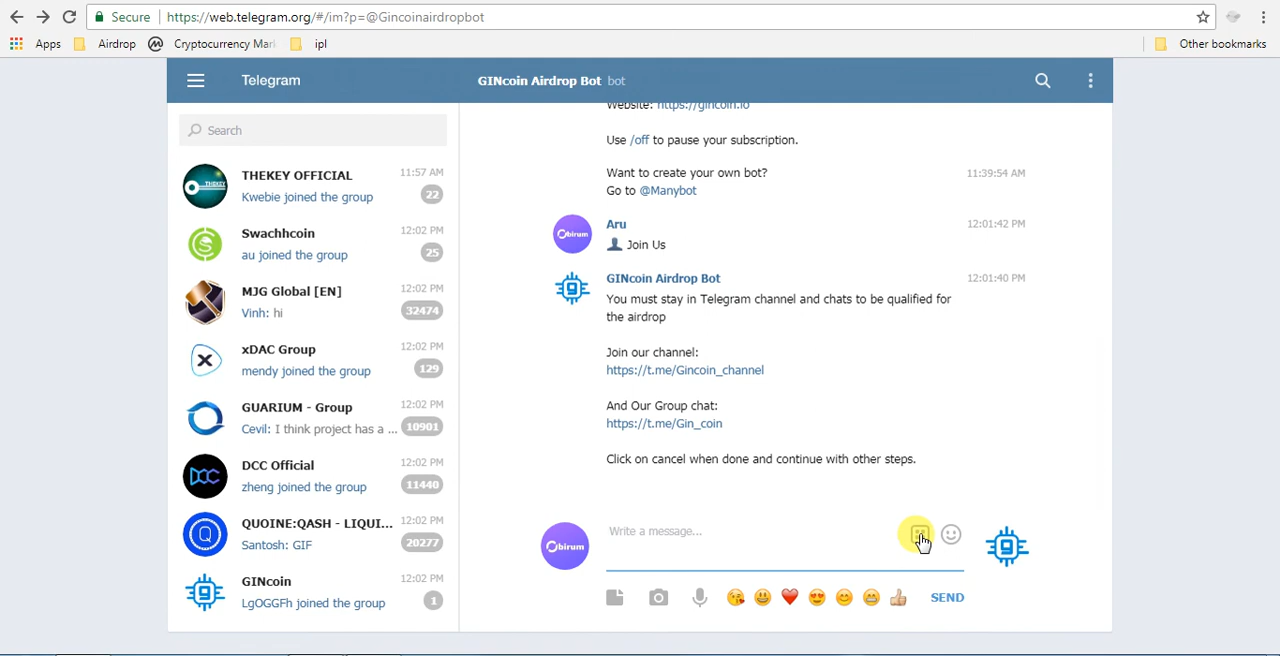 Secure https://web.telegram.org/#/im?p=@Gincoinairdropbot
Apps Airdrop Cryptocurrency Mar ipl Other bookmarks
Telegram GINcoin Airdrop Bot bot
Search
THEKEY OFFICIAL 11:57 AM
Kwebie joined the group 22
Swachhcoin 12:02 PM
au joined the group 25
MJG Global [EN] 12:02 PM
Vinh: hi 32474
xDAC Group 12:02 PM
mendy joined the group 129
GUARIUM - Group 12:02 PM
Cevil: I think project has a ... 10901
DCC Official 12:02 PM
zheng joined the group 11440
QUOINE:QASH - LIQUI... 12:02 PM
Santosh: GIF 20277
GINcoin 12:02 PM
LgOGGFh joined the group 1
Website: https://gincoin.io
Use /off to pause your subscription.
Want to create your own bot? 11:39:54 AM
Go to @Manybot
Aru 12:01:42 PM
Join Us
Obirum
GINcoin Airdrop Bot 12:01:40 PM
You must stay in Telegram channel and chats to be qualified for
the airdrop
Join our channel:
https://t.me/Gincoin_channel
And Our Group chat:
https://t.me/Gin_coin
Click on cancel when done and continue with other steps.
Write a message...
Obirum
SEND